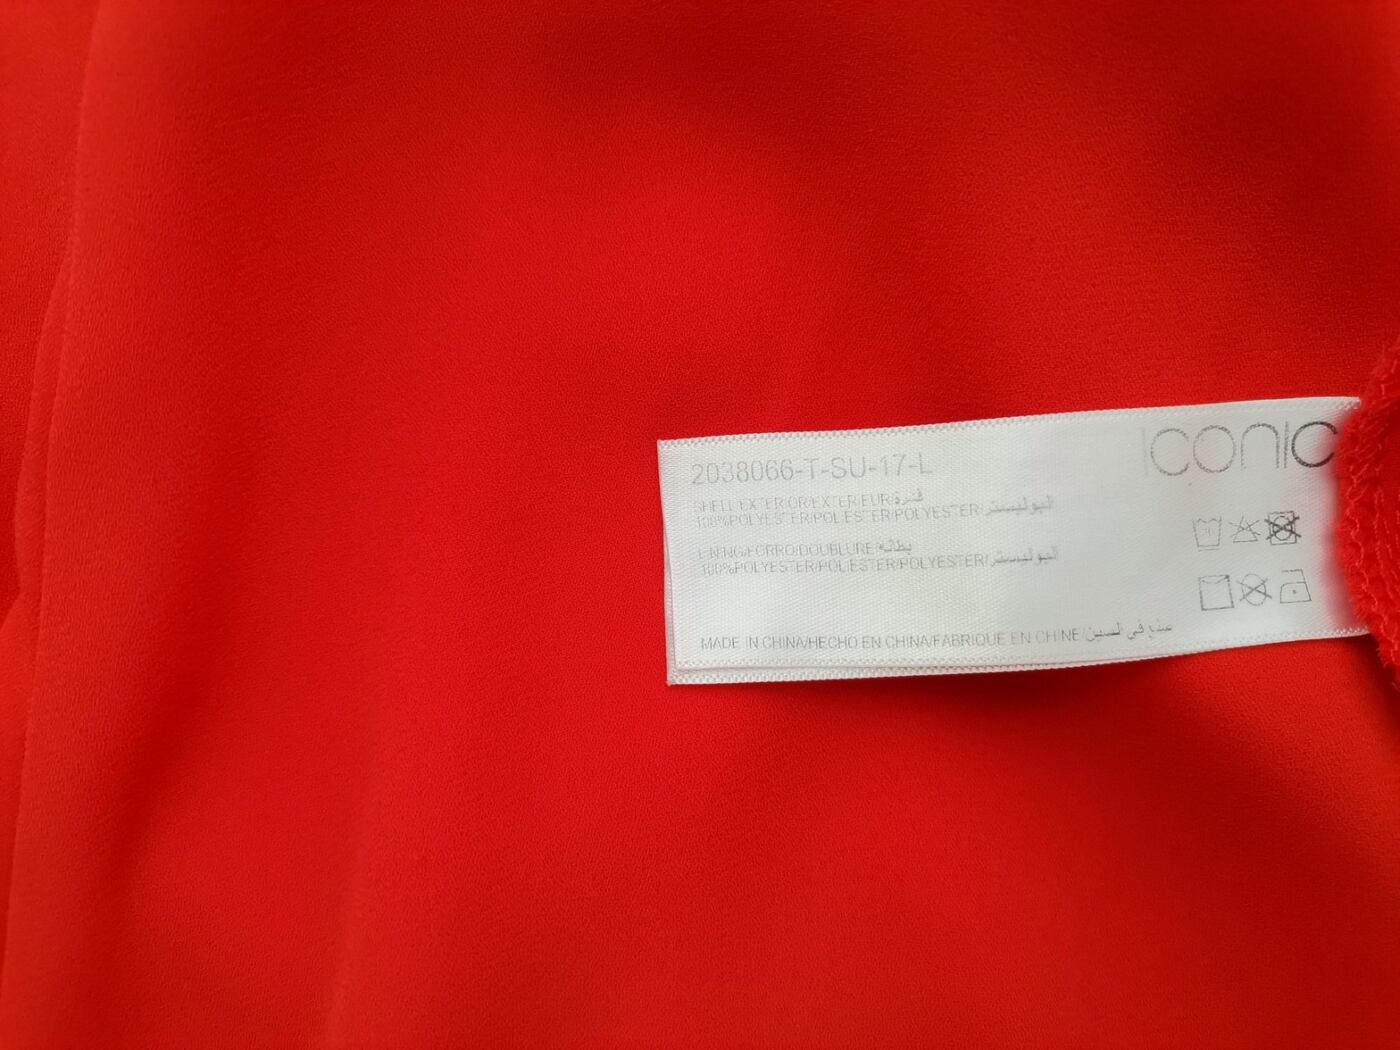 ICONIC
2038066-T-SU-17-L
SHELL/EXTERIOR/EXTERIEUR/قشرة
100%POLYESTER/POLIESTER/POLYESTER/البوليستر
LINING/FORRO/DOUBLURE/بطانه
100%POLYESTER/POLIESTER/POLYESTER/البوليستر
MADE IN CHINA/HECHO EN CHINA/FABRIQUE EN CHINE/صنع في الصين